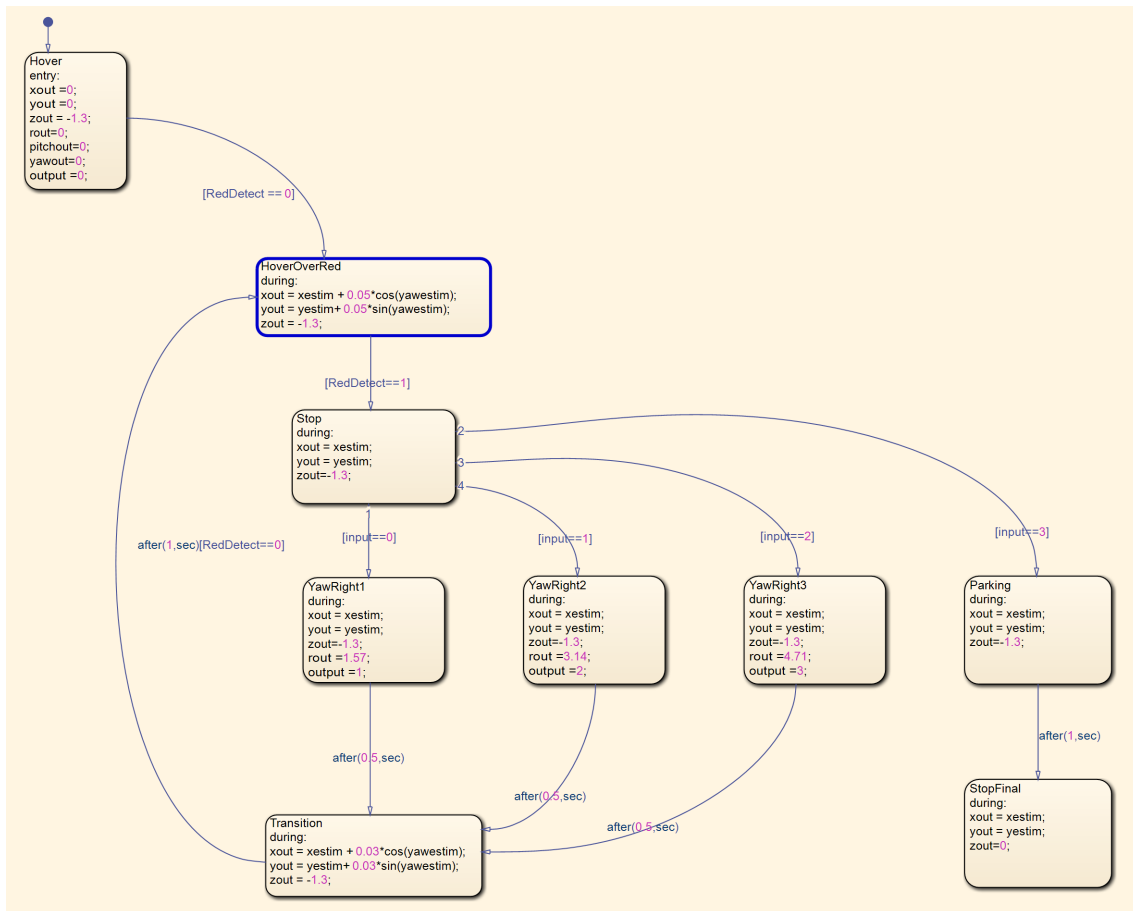 Hover
entry:
xout =0;
yout =0;
zout = -1.3;
rout=0;
pitchout=0;
yawout=0;
output =0;
[RedDetect == 0]
HoverOverRed
during:
xout = xestim + 0.05*cos(yawestim);
yout = yestim+ 0.05*sin(yawestim);
zout = -1.3;
[RedDetect==1]
Stop
during:
xout = xestim;
yout = yestim;
zout=-1.3;
2
3
4
1
after(1,sec)[RedDetect==0]
[input==0]
[input==1]
[input==2]
[input==3]
YawRight1
during:
xout = xestim;
yout = yestim;
zout=-1.3;
rout =1.57;
output =1;
YawRight2
during:
xout = xestim;
yout = yestim;
zout=-1.3;
rout =3.14;
output =2;
YawRight3
during:
xout = xestim;
yout = yestim;
zout=-1.3;
rout =4.71;
output =3;
Parking
during:
xout = xestim;
yout = yestim;
zout=-1.3;
after(0.5,sec)
after(0.5,sec)
after(0.5,sec)
after(1,sec)
Transition
during:
xout = xestim + 0.03*cos(yawestim);
yout = yestim+ 0.03*sin(yawestim);
zout = -1.3;
StopFinal
during:
xout = xestim;
yout = yestim;
zout=0;